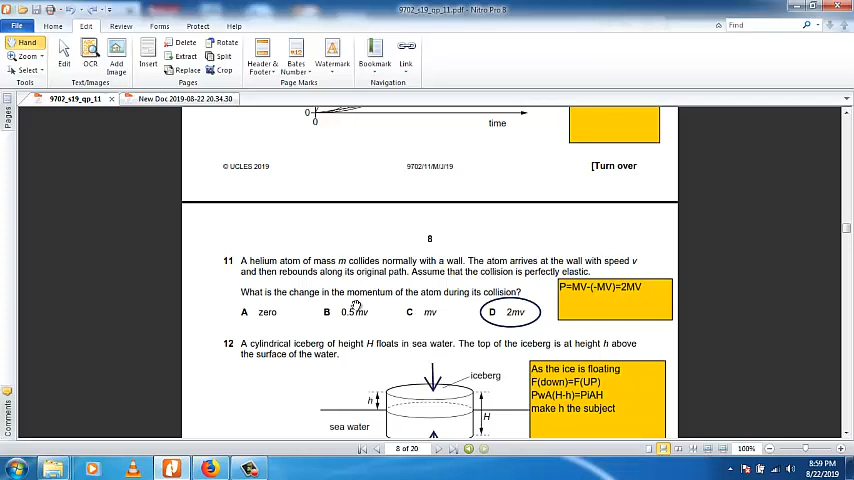 9702_s19_qp_11.pdf - Nitro Pro 8
File
Home
Edit
Review
Forms
Protect
Help
Find
Hand
Zoom
Select
Tools
Edit
OCR
Add Image
Text/Images
Insert
Delete
Extract
Replace
Rotate
Split
Crop
Pages
Header & Footer
Bates Number
Watermark
Page Marks
Bookmark
Link
Navigation
9702_s19_qp_11
New Doc 2019-08-22 20.34.30
Pages
Comments
0
0
time
© UCLES 2019
9702/11/M/J/19
[Turn over
8
11 A helium atom of mass m collides normally with a wall. The atom arrives at the wall with speed v
and then rebounds along its original path. Assume that the collision is perfectly elastic.
What is the change in the momentum of the atom during its collision?
A zero B 0.5mv C mv D 2mv
P=MV-(-MV)=2MV
12 A cylindrical iceberg of height H floats in sea water. The top of the iceberg is at height h above
the surface of the water.
iceberg
h
H
sea water
As the ice is floating
F(down)=F(UP)
PwA(H-h)=PiAH
make h the subject
8 of 20
100%
8:59 PM
8/22/2019